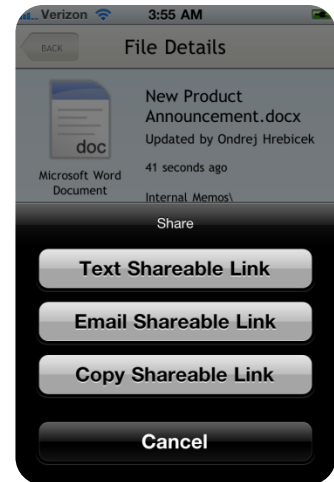 Verizon 3:55 AM
BACK File Details
New Product
Announcement.docx
Updated by Ondrej Hrebicek
doc
41 seconds ago
Microsoft Word
Document
Internal Memos\
Share
Text Shareable Link
Email Shareable Link
Copy Shareable Link
Cancel